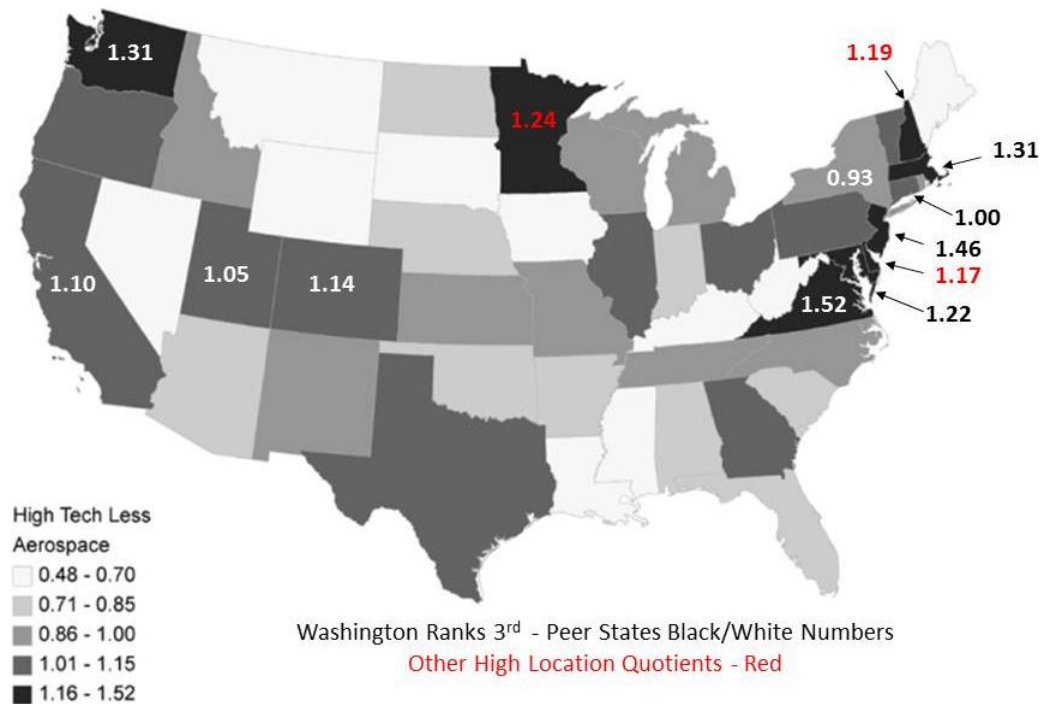 1.31
1.24
1.19
1.31
0.93
1.00
1.46
1.17
1.22
1.52
1.10
1.05
1.14
High Tech Less
Aerospace
0.48 - 0.70
0.71 - 0.85
0.86 - 1.00
1.01 - 1.15
1.16 - 1.52
Washington Ranks 3rd - Peer States Black/White Numbers
Other High Location Quotients - Red